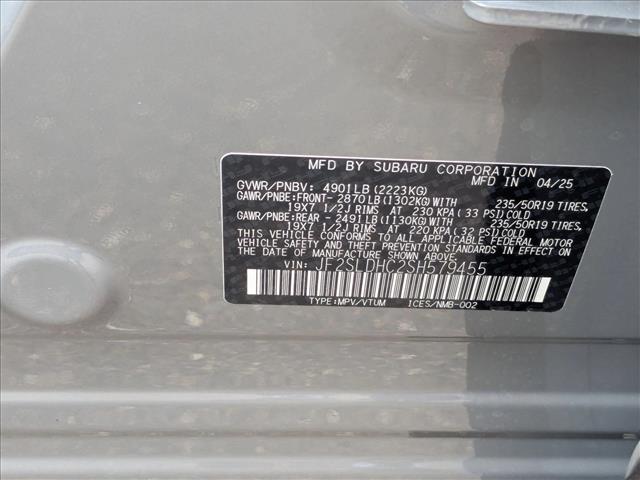 MFD BY SUBARU CORPORATION
GVWR/PNBV: 4901LB(2223KG) MFD IN 04/25
GAWR/PNBE:FRONT- 2870LB(1302KG)WITH 235/50R19 TIRES,
19X7 1/2J RIMS AT 230 KPA(33 PSI)COLD
GAWR/PNBE:REAR - 2491LB(1130KG)WITH 235/50R19 TIRES,
19X7 1/2J RIMS AT 220 KPA(32 PSI)COLD
THIS VEHICLE CONFORMS TO ALL APPLICABLE FEDERAL MOTOR
VEHICLE SAFETY AND THEFT PREVENTION STANDARDS IN EFFECT ON
THE DATE OF MANUFACTURE SHOWN ABOVE.
VIN: JF2SLDHC2SH579455
TYPE:MPV/VTUM ICES/NMB-002